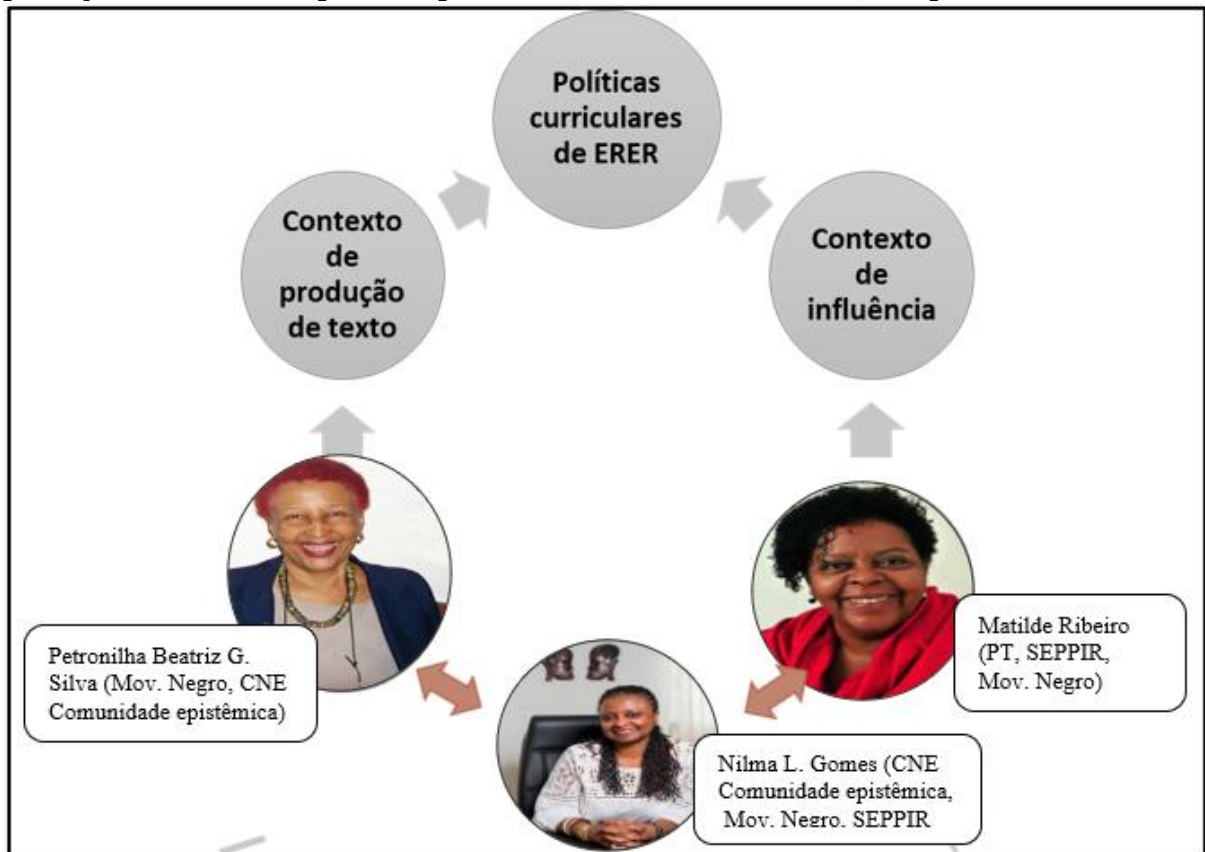 Políticas
curriculares
de ERER
Contexto
de
produção
de texto
Contexto
de
influência
Petronilha Beatriz G.
Silva (Mov. Negro, CNE
Comunidade epistêmica)
Matilde Ribeiro
(PT, SEPPIR,
Mov. Negro)
Nilma L. Gomes (CNE
Comunidade epistêmica,
Mov. Negro. SEPPIR